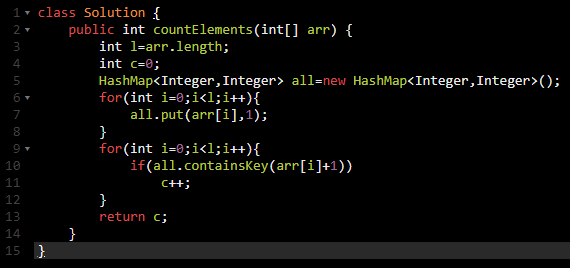 1 class Solution {
2     public int countElements(int[] arr) {
3         int l=arr.length;
4         int c=0;
5         HashMap<Integer,Integer> all=new HashMap<Integer,Integer>();
6         for(int i=0;i<l;i++){
7             all.put(arr[i],1);
8         }
9         for(int i=0;i<l;i++){
10             if(all.containsKey(arr[i]+1))
11                 c++;
12         }
13         return c;
14     }
15 }